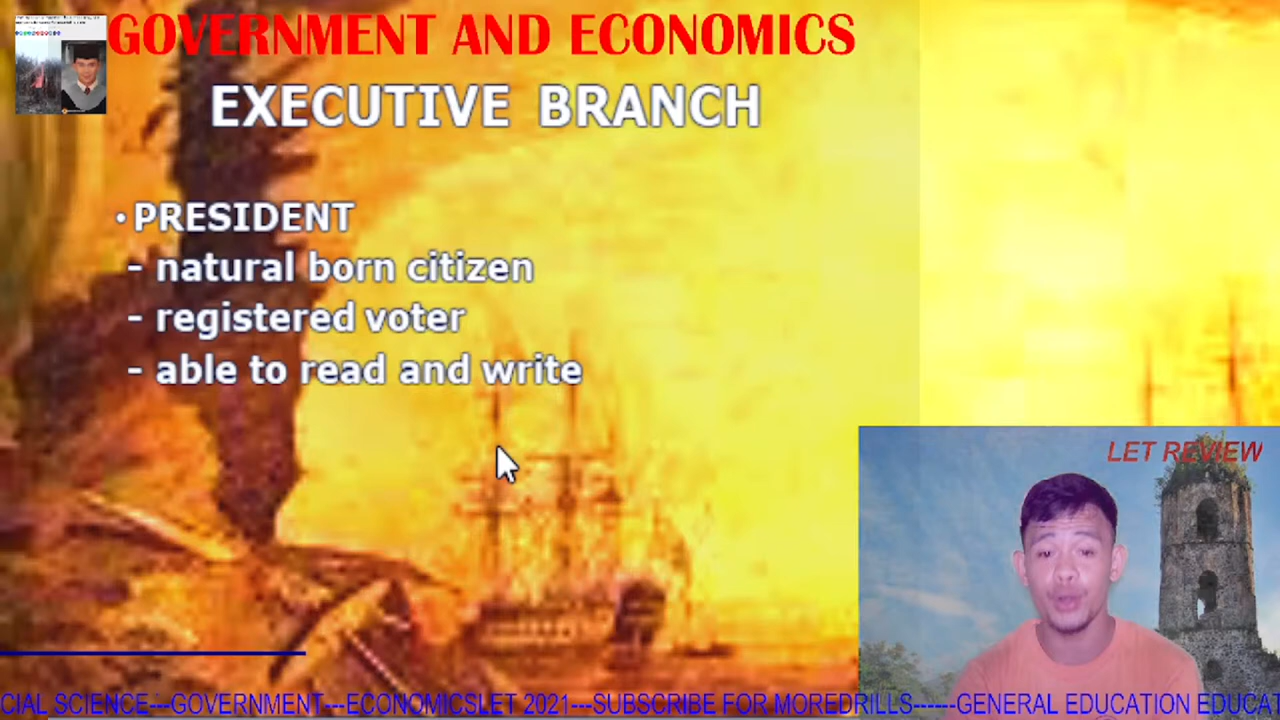 GOVERNMENT AND ECONOMICS
EXECUTIVE BRANCH
• PRESIDENT
- natural born citizen
- registered voter
- able to read and write
LET REVIEW
CIAL SCIENCE---GOVERNMENT---ECONOMICSLET 2021---SUBSCRIBE FOR MOREDRILLS------GENERAL EDUCATION EDUCAT